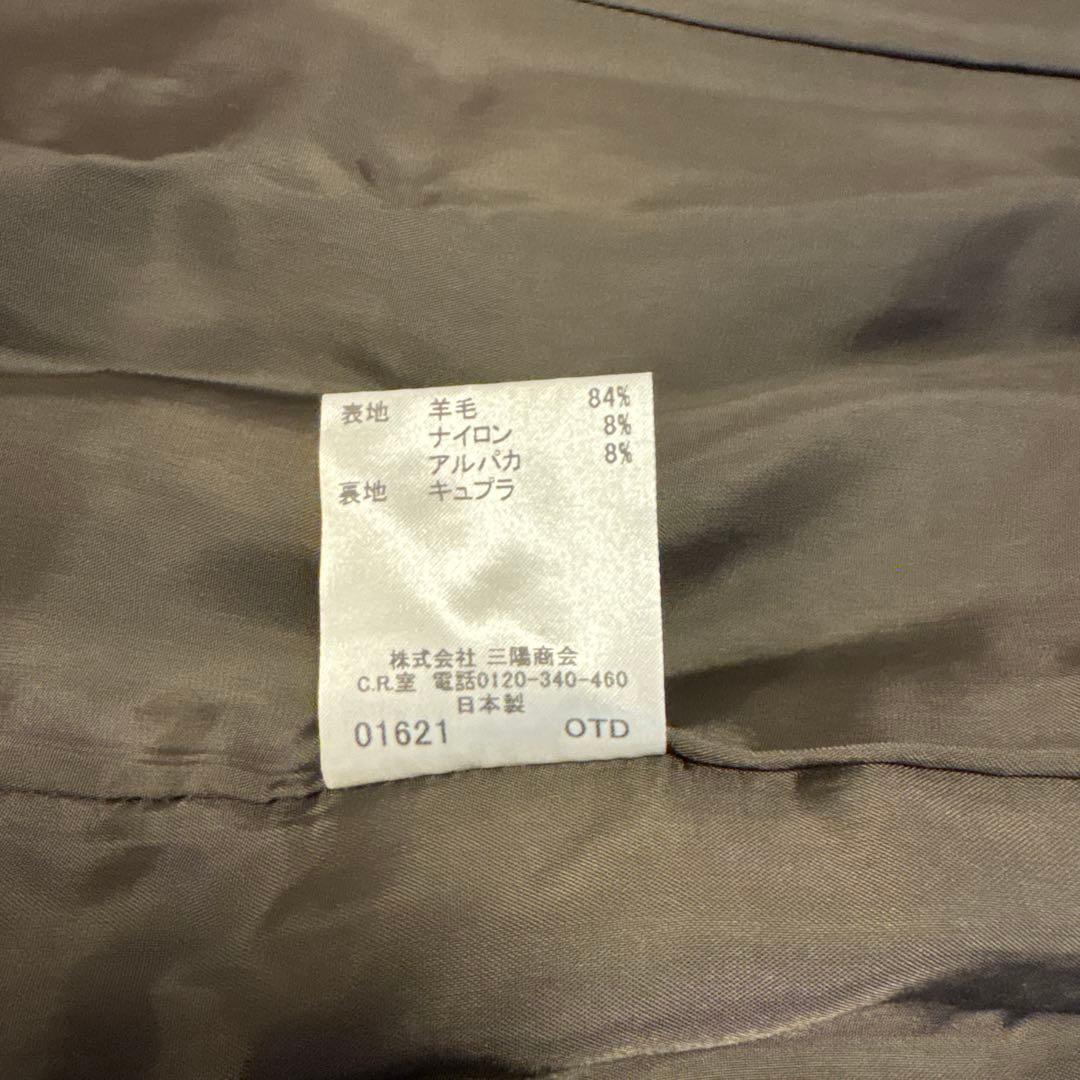 表地 羊毛 84%
ナイロン 8%
アルパカ 8%
裏地 キュプラ
株式会社 三陽商会
C.R.室 電話0120-340-460
日本製
01621 OTD